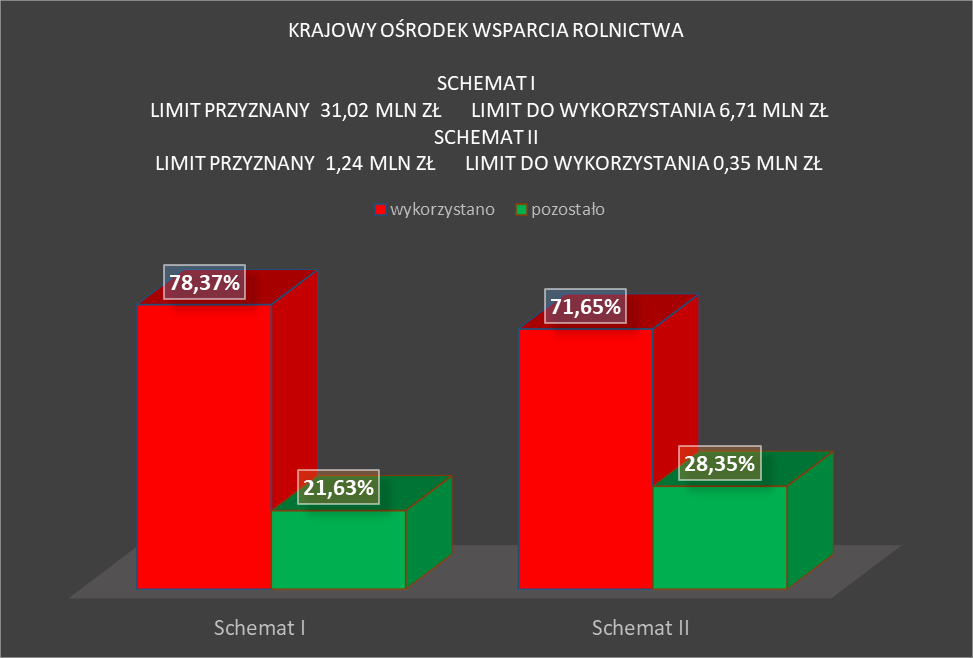 KRAJOWY OŚRODEK WSPARCIA ROLNICTWA
SCHEMAT I
LIMIT PRZYZNANY 31,02 MLN ZŁ LIMIT DO WYKORZYSTANIA 6,71 MLN ZŁ
SCHEMAT II
LIMIT PRZYZNANY 1,24 MLN ZŁ LIMIT DO WYKORZYSTANIA 0,35 MLN ZŁ
wykorzystano pozostało
78,37%
71,65%
21,63%
28,35%
Schemat I Schemat II